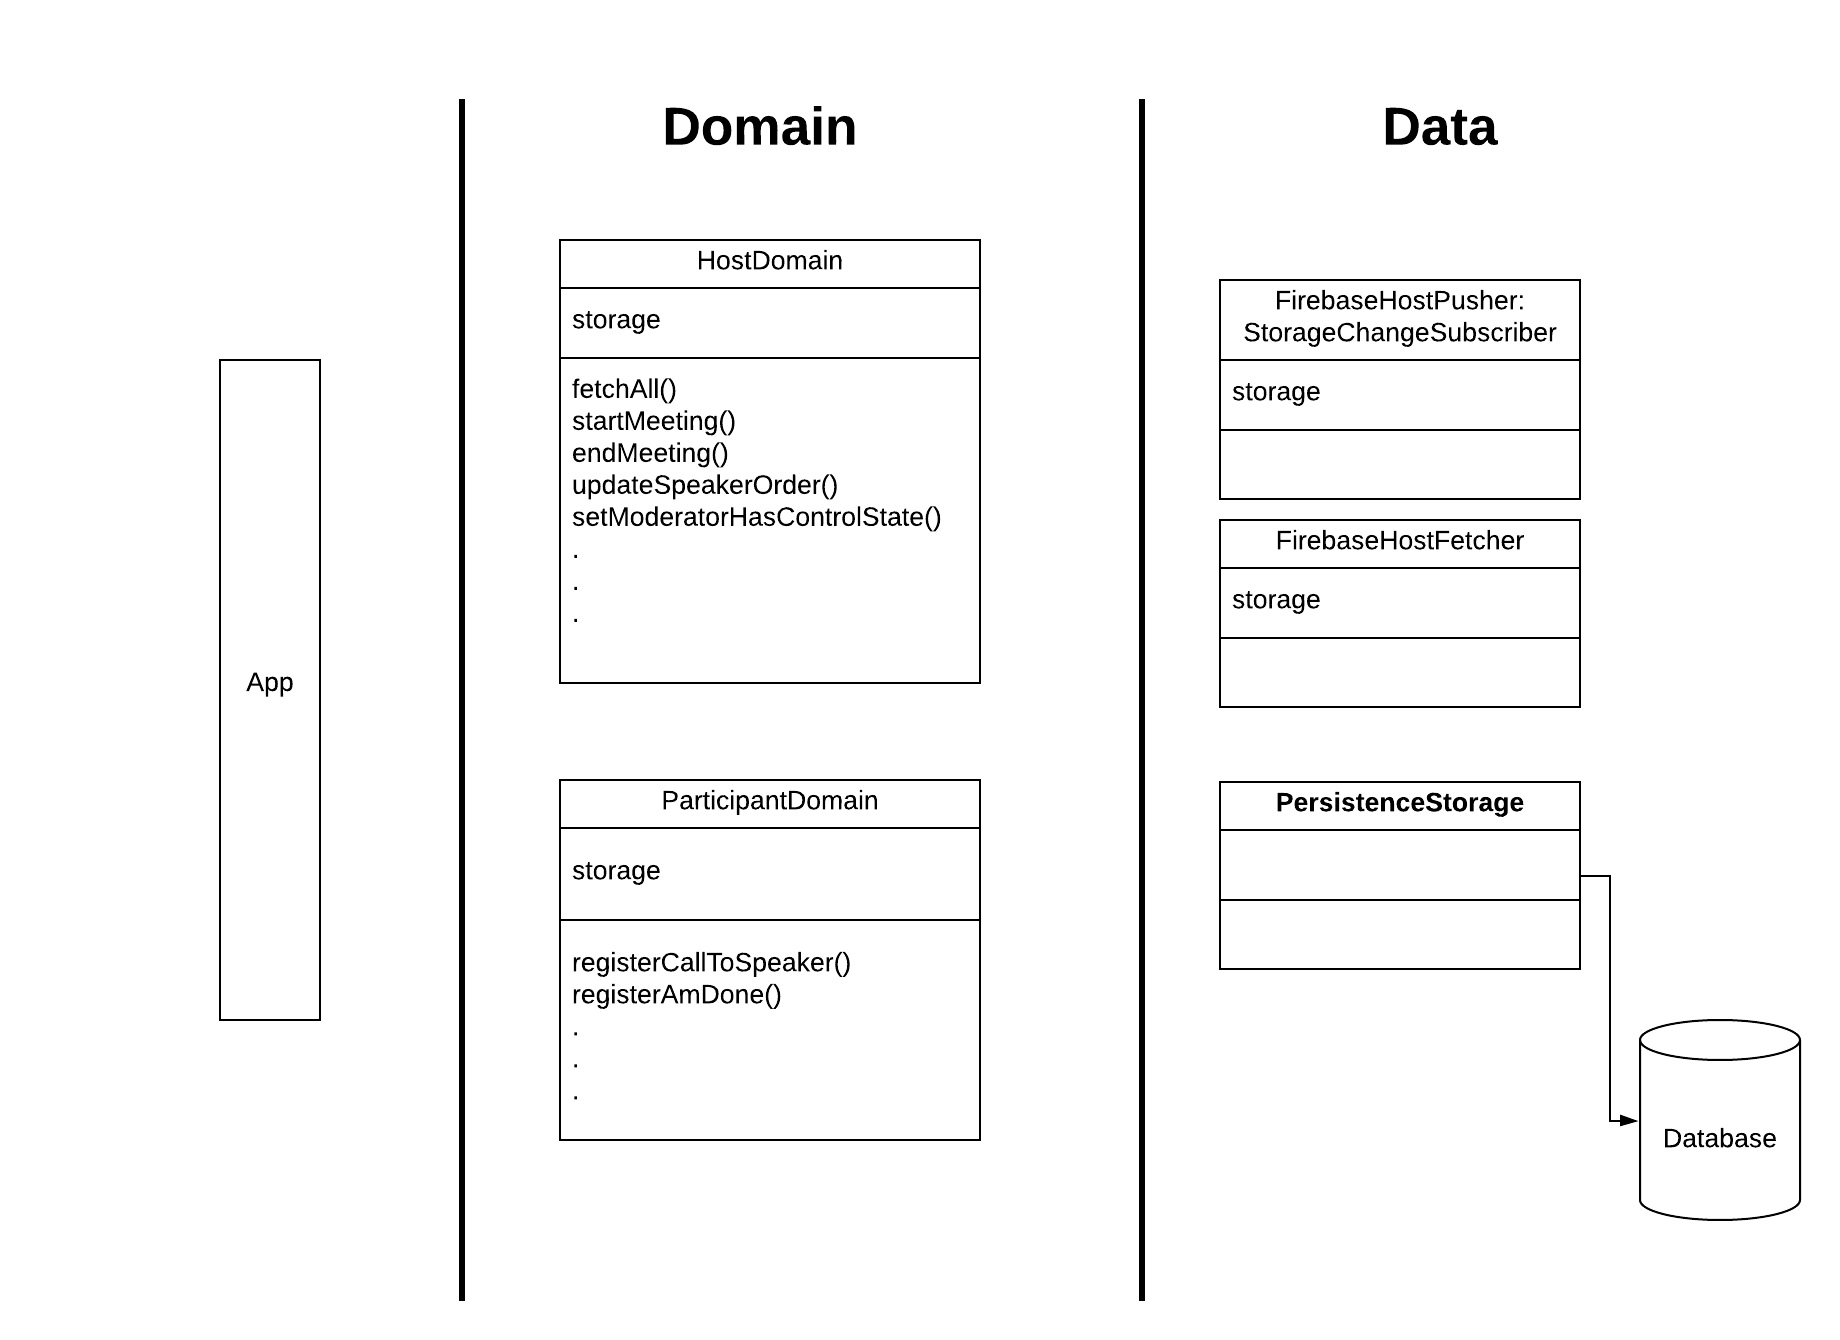 Domain
Data
App
HostDomain
storage
fetchAll()
startMeeting()
endMeeting()
updateSpeakerOrder()
setModeratorHasControlState()
.
.
.
ParticipantDomain
storage
registerCallToSpeaker()
registerAmDone()
.
.
.
FirebaseHostPusher:
StorageChangeSubscriber
storage
FirebaseHostFetcher
storage
PersistenceStorage
Database